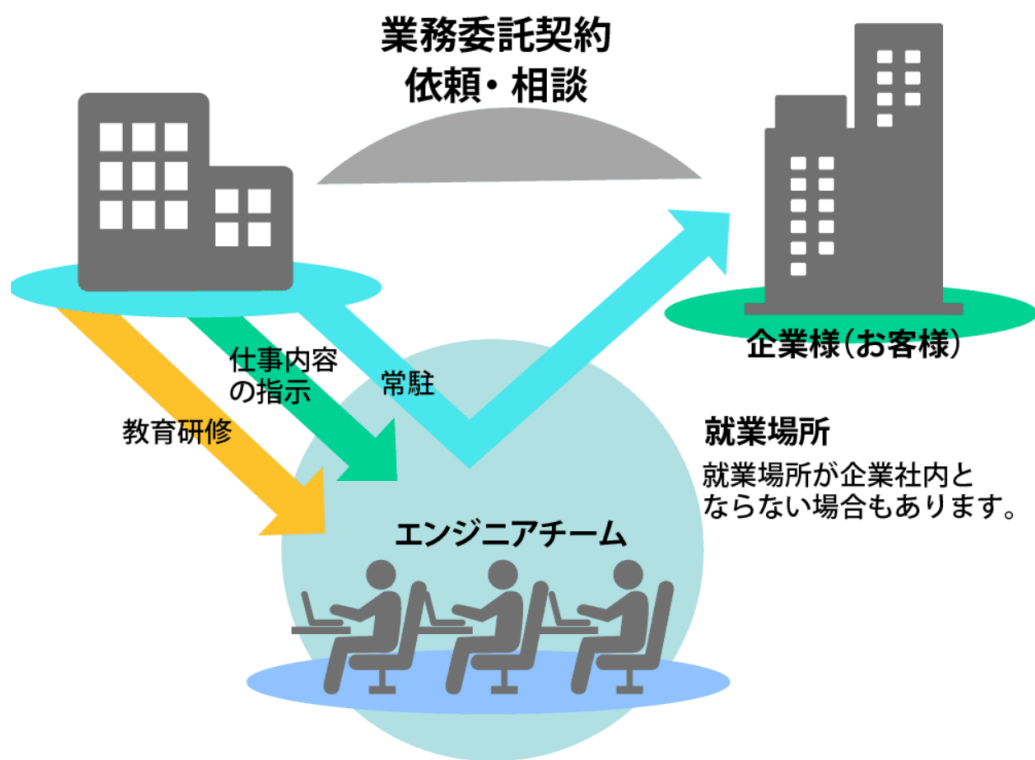 業務委託契約
依頼・相談
企業様(お客様)
仕事内容
の指示
常駐
教育研修
就業場所
就業場所が企業社内と
ならない場合もあります。
エンジニアチーム